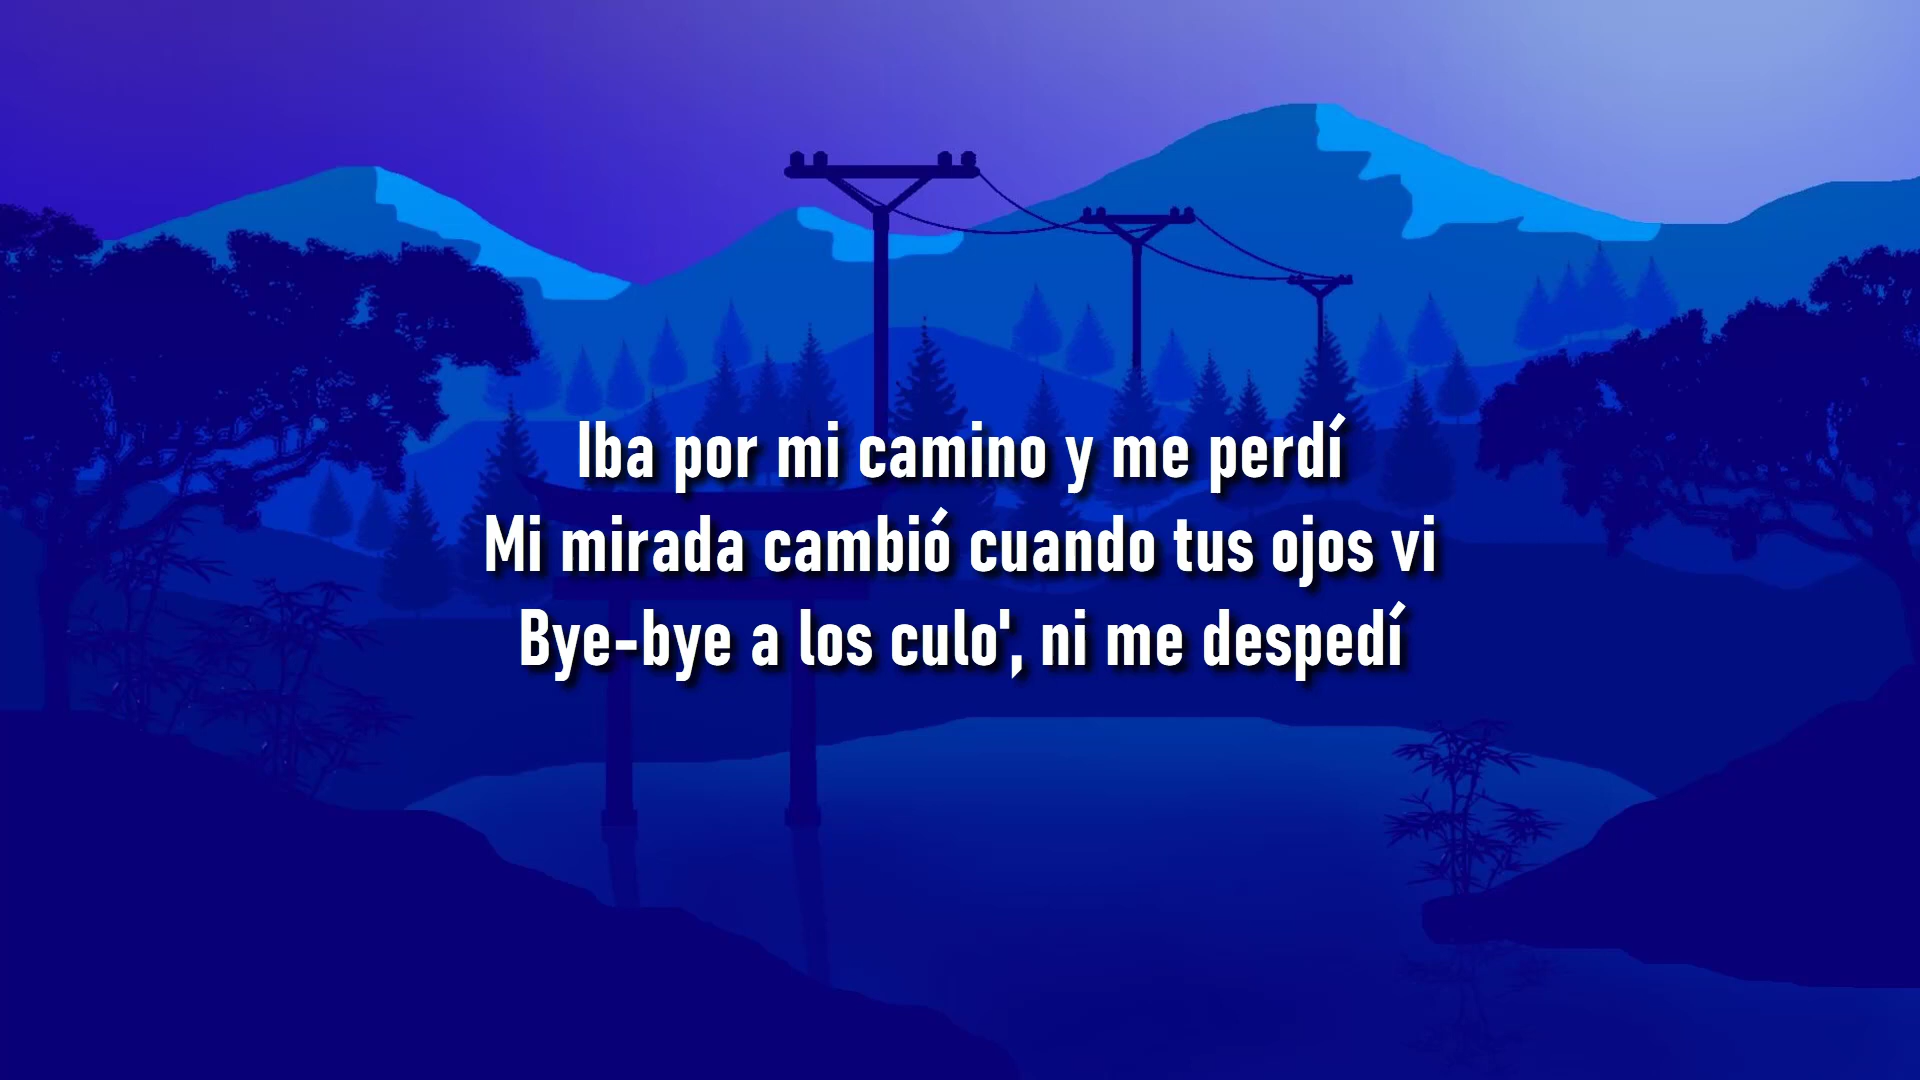 Iba por mi camino y me perdí
Mi mirada cambió cuando tus ojos vi
Bye-bye a los culo', ni me despedí